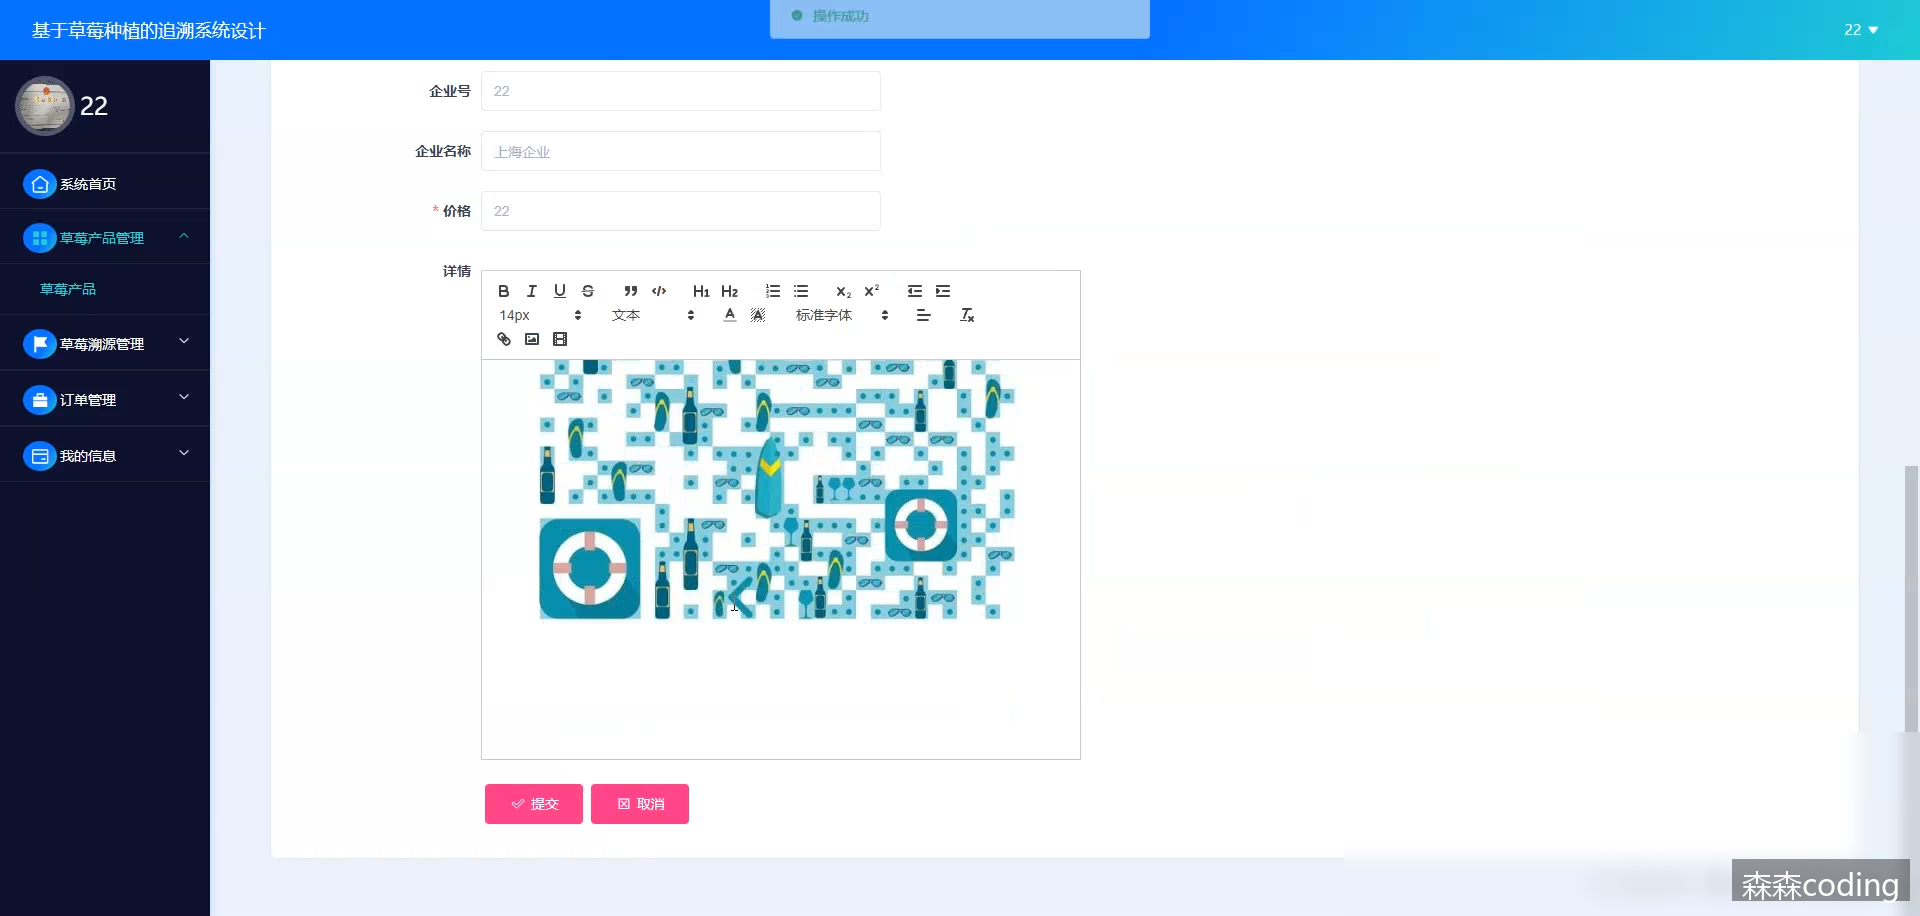 基于草莓种植的追溯系统设计
操作成功
22
22
系统首页
草莓产品管理
草莓产品
草莓溯源管理
订单管理
我的信息
企业号
22
企业名称
上海企业
* 价格
22
详情
B I U S ” </> H1 H2 X2 X2
14px 文本 A A 标准字体 Tx
提交
取消
森森coding